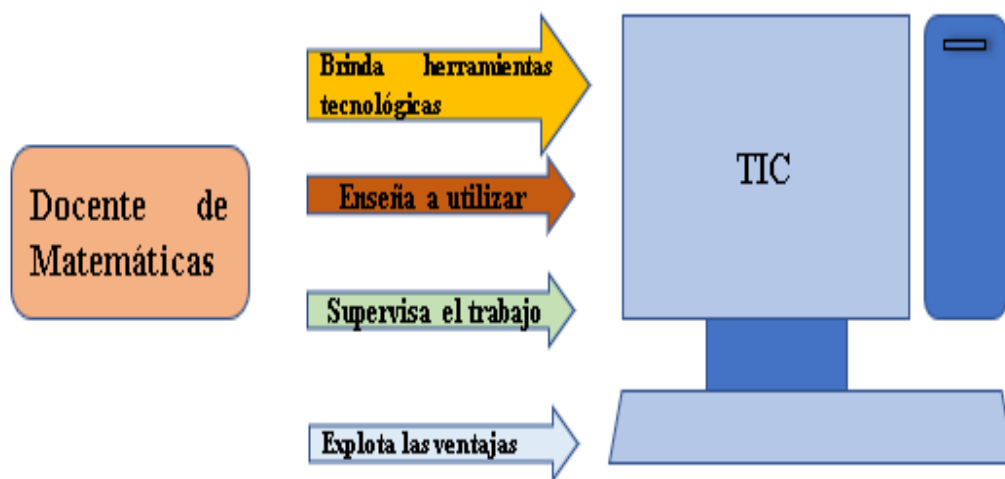 Docente de
Matemáticas
Brinda herramientas
tecnológicas
Enseña a utilizar
Supervisa el trabajo
Explota las ventajas
TIC